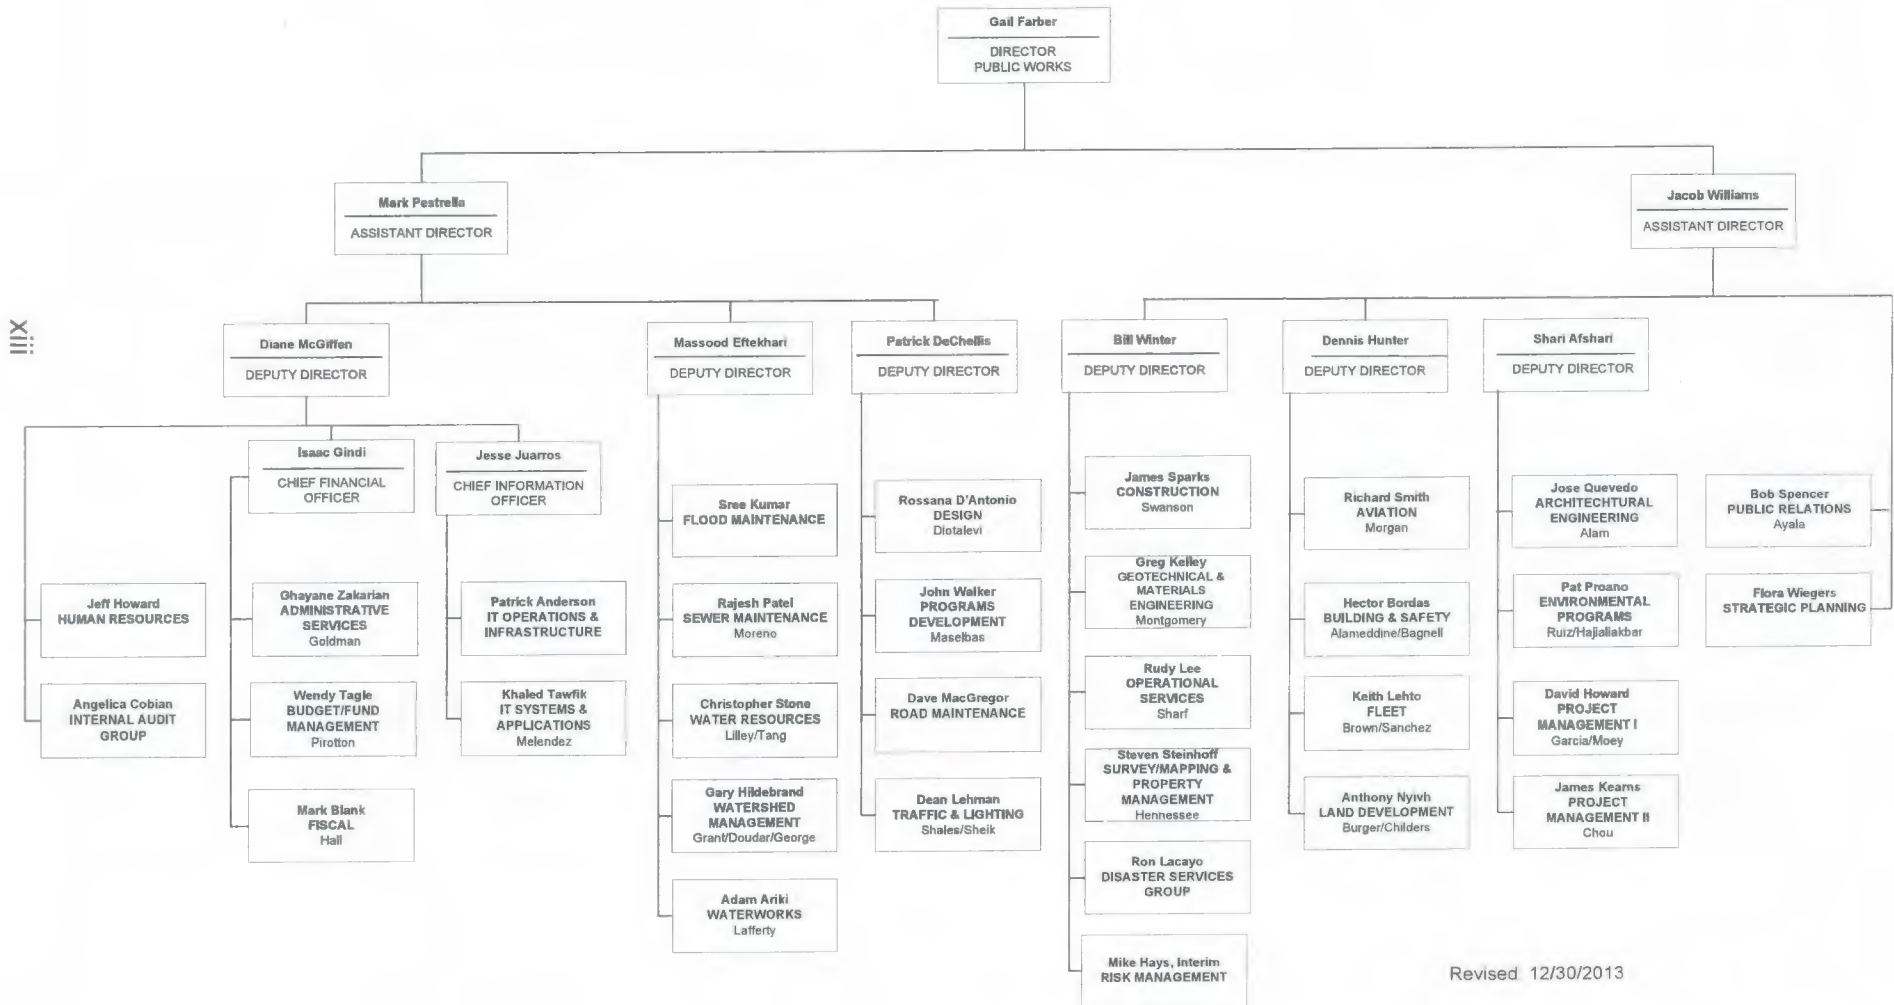 Gail Farber
DIRECTOR
PUBLIC WORKS
Mark Pestrella
ASSISTANT DIRECTOR
Jacob Williams
ASSISTANT DIRECTOR
xiii
Diane McGiffen
DEPUTY DIRECTOR
Massood Eftekhari
DEPUTY DIRECTOR
Patrick DeChellis
DEPUTY DIRECTOR
Bill Winter
DEPUTY DIRECTOR
Dennis Hunter
DEPUTY DIRECTOR
Shari Afshari
DEPUTY DIRECTOR
Isaac Gindi
CHIEF FINANCIAL
OFFICER
Jesse Juarros
CHIEF INFORMATION
OFFICER
Jeff Howard
HUMAN RESOURCES
Angelica Cobian
INTERNAL AUDIT
GROUP
Ghayane Zakarian
ADMINISTRATIVE
SERVICES
Goldman
Wendy Tagle
BUDGET/FUND
MANAGEMENT
Pirotton
Mark Blank
FISCAL
Hall
Patrick Anderson
IT OPERATIONS &
INFRASTRUCTURE
Khaled Tawfik
IT SYSTEMS &
APPLICATIONS
Melendez
Sree Kumar
FLOOD MAINTENANCE
Rajesh Patel
SEWER MAINTENANCE
Moreno
Christopher Stone
WATER RESOURCES
Lilley/Tang
Gary Hildebrand
WATERSHED
MANAGEMENT
Grant/Doudar/George
Adam Ariki
WATERWORKS
Lafferty
Rossana D'Antonio
DESIGN
Diotalevi
John Walker
PROGRAMS
DEVELOPMENT
Maselbas
Dave MacGregor
ROAD MAINTENANCE
Dean Lehman
TRAFFIC & LIGHTING
Shales/Sheik
James Sparks
CONSTRUCTION
Swanson
Greg Kelley
GEOTECHNICAL &
MATERIALS
ENGINEERING
Montgomery
Rudy Lee
OPERATIONAL
SERVICES
Sharf
Steven Steinhoff
SURVEY/MAPPING &
PROPERTY
MANAGEMENT
Hennessee
Ron Lacayo
DISASTER SERVICES
GROUP
Mike Hays, Interim
RISK MANAGEMENT
Richard Smith
AVIATION
Morgan
Hector Bordas
BUILDING & SAFETY
Alameddine/Bagnell
Keith Lehto
FLEET
Brown/Sanchez
Anthony Nyivh
LAND DEVELOPMENT
Burger/Childers
Jose Quevedo
ARCHITECHTURAL
ENGINEERING
Alam
Pat Proano
ENVIRONMENTAL
PROGRAMS
Ruiz/Hajialiakbar
David Howard
PROJECT
MANAGEMENT I
Garcia/Moey
James Kearns
PROJECT
MANAGEMENT II
Chou
Bob Spencer
PUBLIC RELATIONS
Ayala
Flora Wiegers
STRATEGIC PLANNING
Revised 12/30/2013